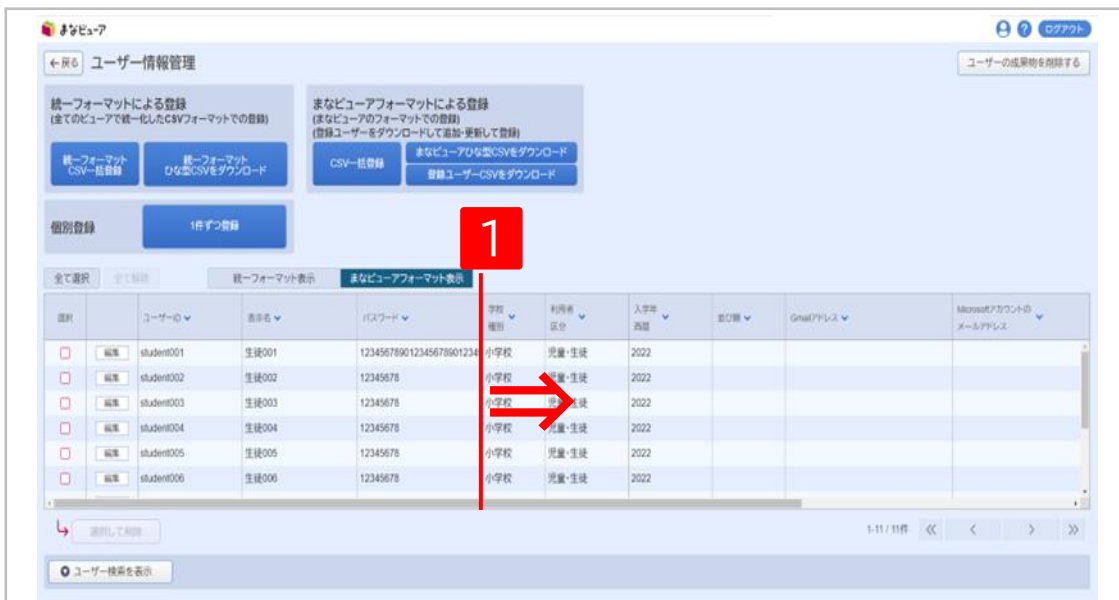 まなビューア
ログアウト
←戻る ユーザー情報管理
ユーザーの成果物を削除する
統一フォーマットによる登録
(全てのビューアで統一化したCSVフォーマットでの登録)
統一フォーマット
CSV一括登録
統一フォーマット
ひな型CSVをダウンロード
まなビューアフォーマットによる登録
(まなビューアのフォーマットでの登録)
(登録ユーザーをダウンロードして追加・更新して登録)
CSV一括登録
まなビューアひな型CSVをダウンロード
登録ユーザーCSVをダウンロード
個別登録
1件ずつ登録
1
全て選択 全て解除 統一フォーマット表示 まなビューアフォーマット表示
選択 ユーザーID 表示名 パスワード 学校種別 利用者区分 入学年西暦 並び順 Gmailアドレス Microsoftアカウントのメールアドレス
編集 student001 生徒001 123456789012345678901234 小学校 児童・生徒 2022
編集 student002 生徒002 12345678 小学校 児童・生徒 2022
編集 student003 生徒003 12345678 小学校 児童・生徒 2022
編集 student004 生徒004 12345678 小学校 児童・生徒 2022
編集 student005 生徒005 12345678 小学校 児童・生徒 2022
編集 student006 生徒006 12345678 小学校 児童・生徒 2022
選択して削除
1-11 / 11件
ユーザー検索を表示